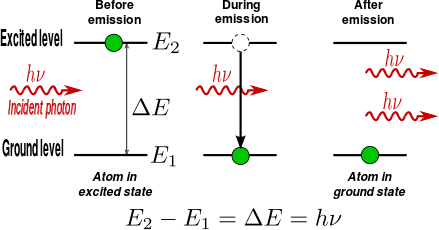 Before
emission
During
emission
After
emission
Excited level
E₂
hν
Incident photon
ΔE
hν
hν
hν
Ground level
E₁
Atom in
excited state
Atom in
ground state
E₂ − E₁ = ΔE = hν